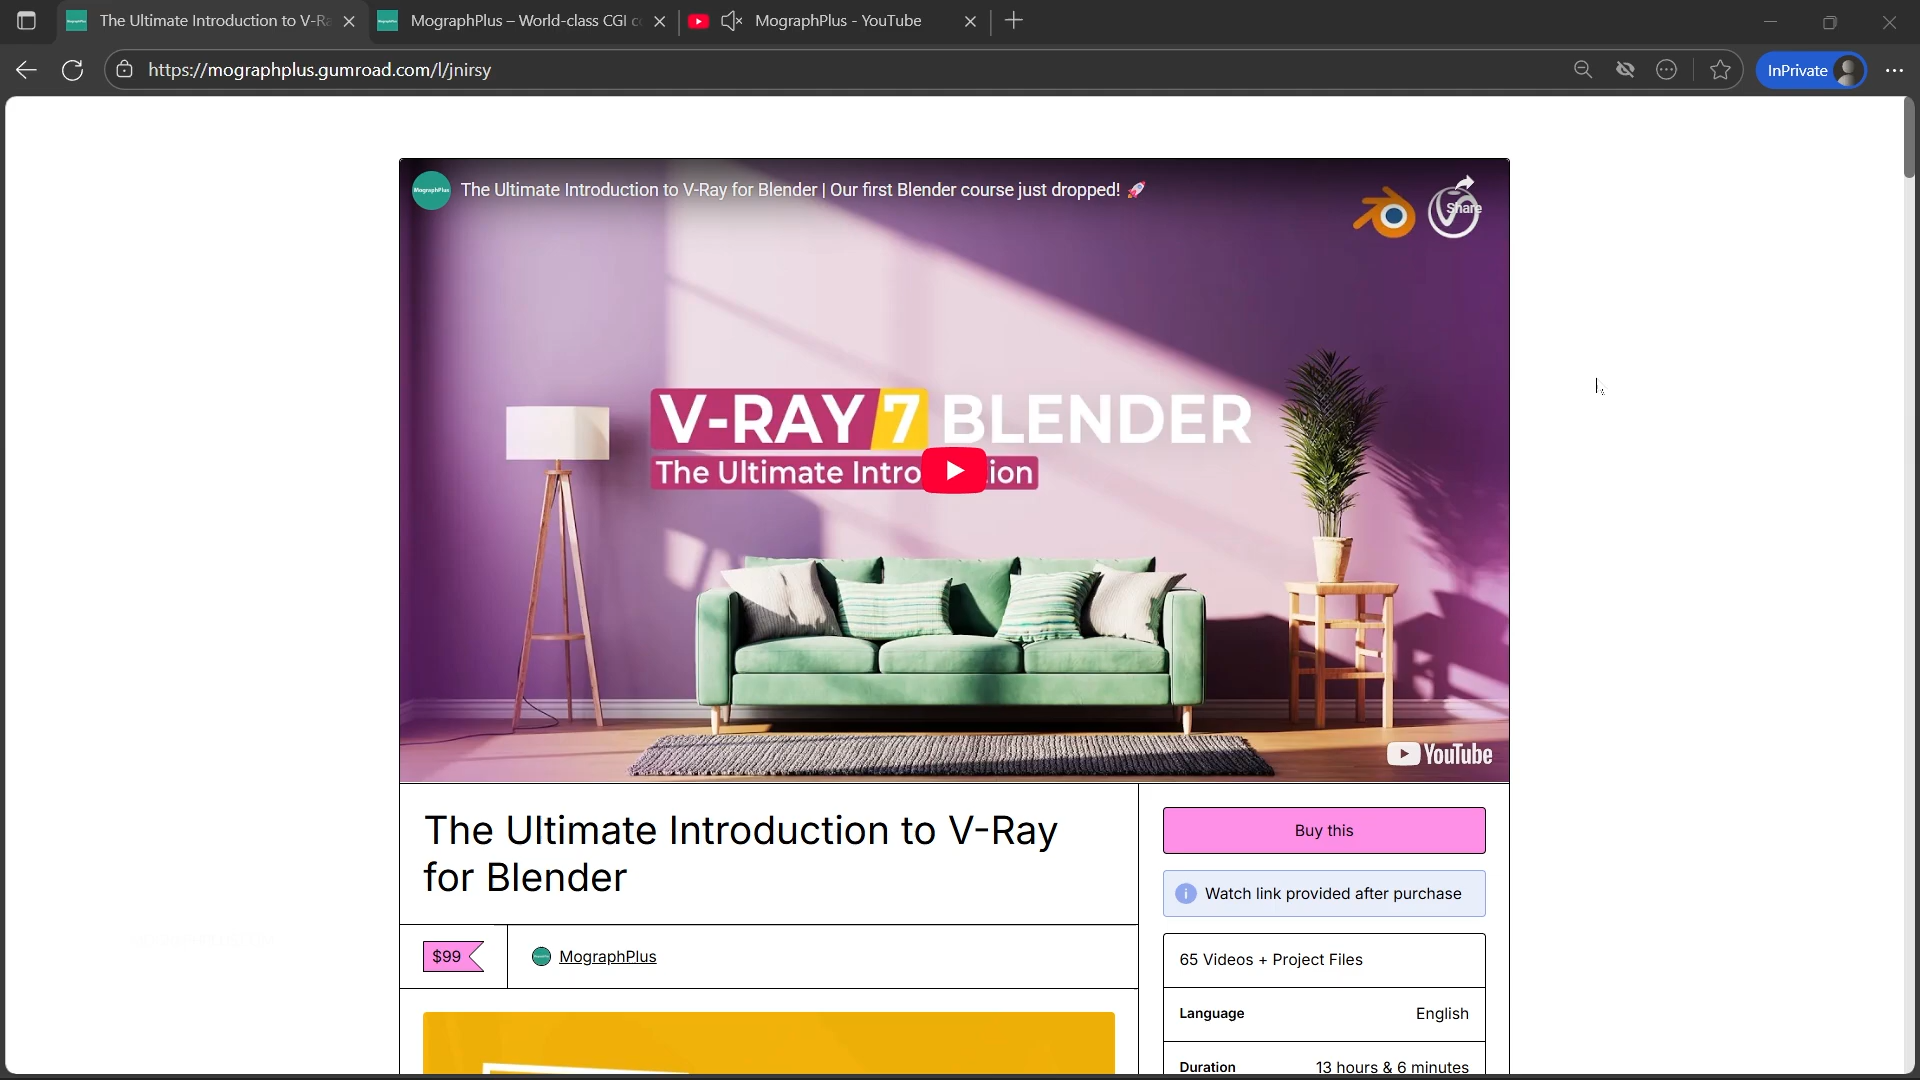 The Ultimate Introduction to V-Ra
MographPlus – World-class CGI c
MographPlus - YouTube
https://mographplus.gumroad.com/l/jnirsy
InPrivate
MographPlus
The Ultimate Introduction to V-Ray for Blender | Our first Blender course just dropped! 🚀
Share
V-RAY 7 BLENDER
The Ultimate Intro ion
YouTube
The Ultimate Introduction to V-Ray
for Blender
Buy this
Watch link provided after purchase
$99
MographPlus
65 Videos + Project Files
Language English
Duration 13 hours & 6 minutes